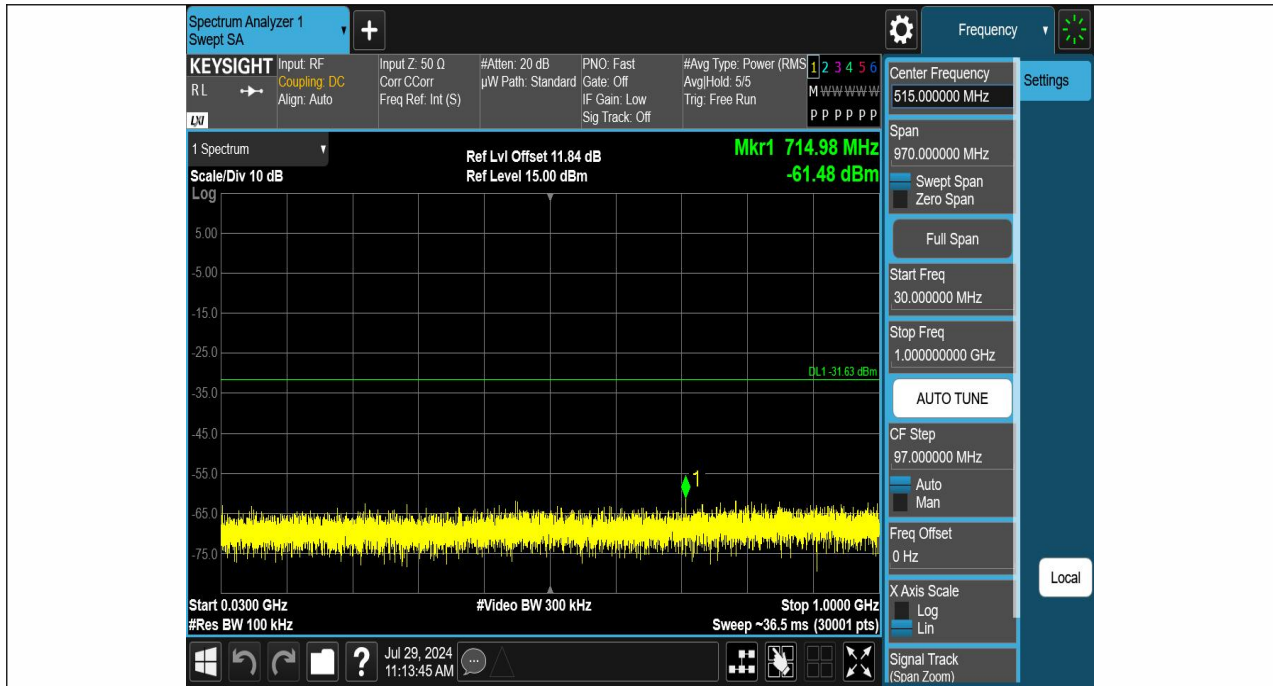 Spectrum Analyzer 1
Swept SA
+
Frequency
KEYSIGHT
R L
LXI
Input: RF
Coupling: DC
Align: Auto
Input Z: 50 Ω
Corr CCorr
Freq Ref: Int (S)
#Atten: 20 dB
µW Path: Standard
PNO: Fast
Gate: Off
IF Gain: Low
Sig Track: Off
#Avg Type: Power (RMS
Avg|Hold: 5/5
Trig: Free Run
1 2 3 4 5 6
M W W W W W
P P P P P P
1 Spectrum
Scale/Div 10 dB
Log
Ref Lvl Offset 11.84 dB
Ref Level 15.00 dBm
Mkr1 714.98 MHz
-61.48 dBm
5.00
-5.00
-15.0
-25.0
DL1 -31.63 dBm
-35.0
-45.0
-55.0
1
-65.0
-75.0
Start 0.0300 GHz
#Res BW 100 kHz
#Video BW 300 kHz
Stop 1.0000 GHz
Sweep ~36.5 ms (30001 pts)
?
Jul 29, 2024
11:13:45 AM
Center Frequency
515.000000 MHz
Span
970.000000 MHz
Swept Span
Zero Span
Full Span
Start Freq
30.000000 MHz
Stop Freq
1.000000000 GHz
AUTO TUNE
CF Step
97.000000 MHz
Auto
Man
Freq Offset
0 Hz
X Axis Scale
Log
Lin
Signal Track
(Span Zoom)
Settings
Local